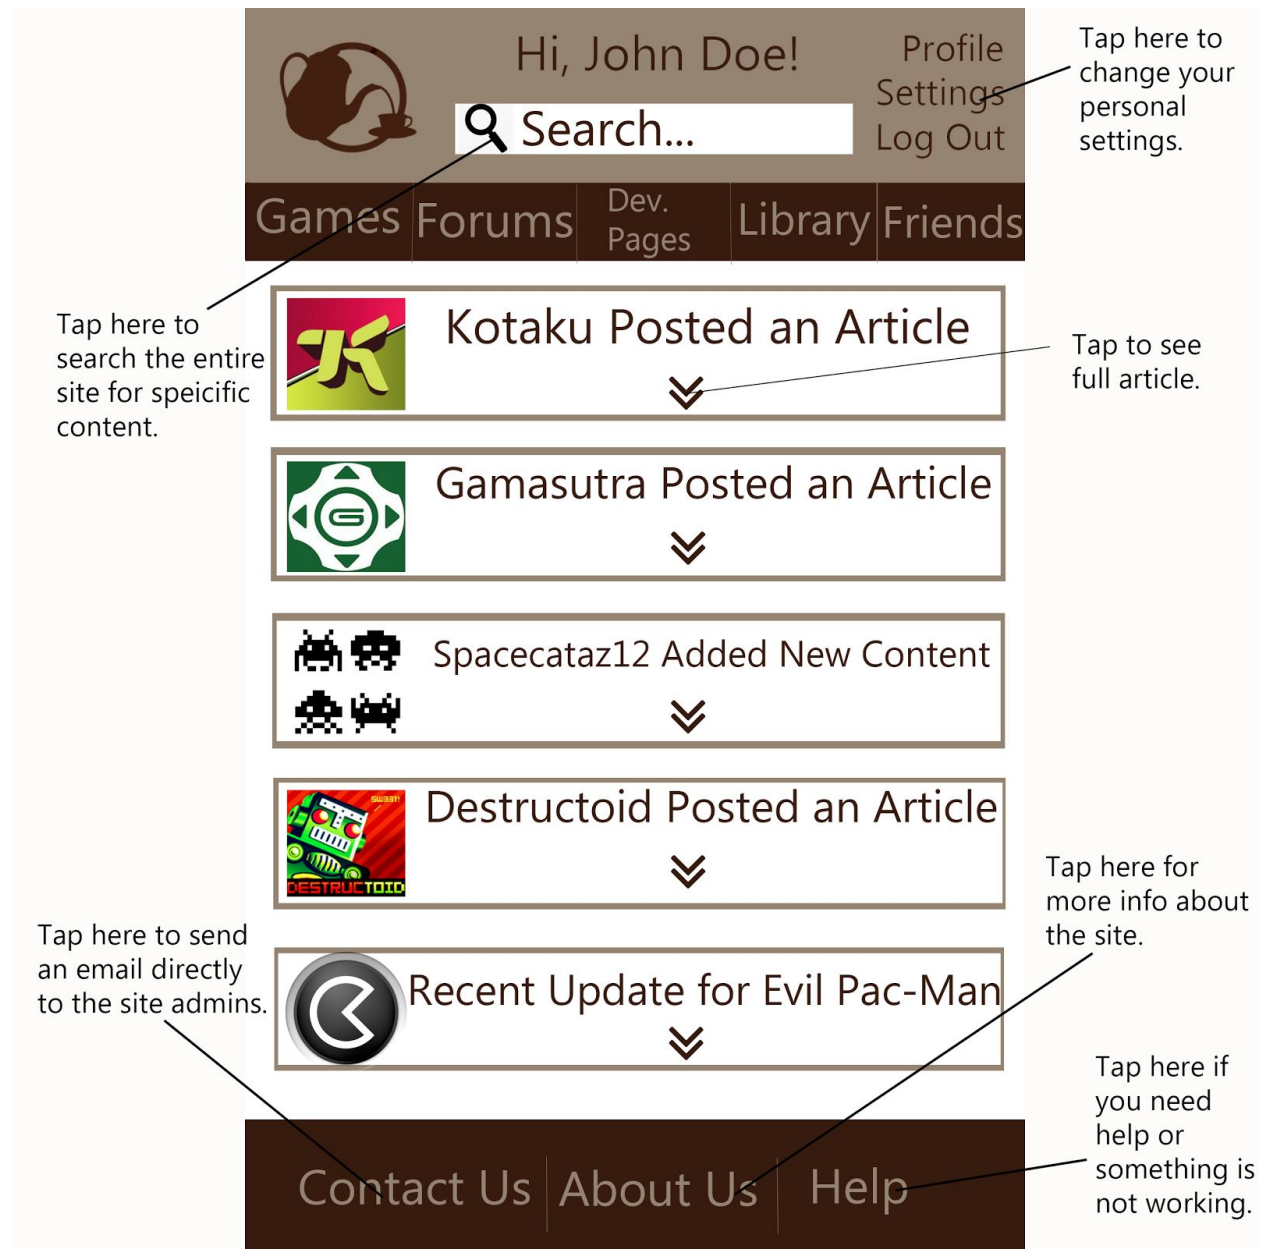 Hi, John Doe!
Profile
Settings
Log Out
Search...
Tap here to
change your
personal
settings.
Games
Forums
Dev.
Pages
Library
Friends
Tap here to
search the entire
site for speicific
content.
Kotaku Posted an Article
Tap to see
full article.
G
Gamasutra Posted an Article
Spacecataz12 Added New Content
SW33T!
DESTRUCTOID
Destructoid Posted an Article
Tap here for
more info about
the site.
Tap here to send
an email directly
to the site admins.
Recent Update for Evil Pac-Man
Tap here if
you need
help or
something is
not working.
Contact Us
About Us
Help